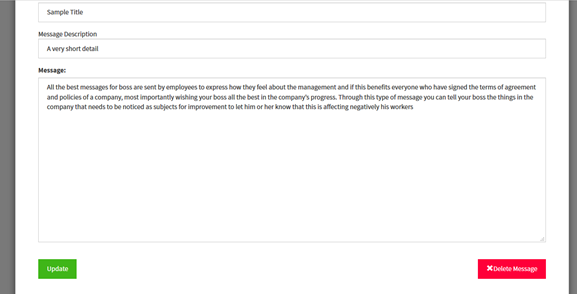 Sample Title
Message Description
A very short detail
Message:
All the best messages for boss are sent by employees to express how they feel about the management and if this benefits everyone who have signed the terms of agreement
and policies of a company, most importantly wishing your boss all the best in the company's progress. Through this type of message you can tell your boss the things in the
company that needs to be noticed as subjects for improvement to let him or her know that this is affecting negatively his workers
Update
✖Delete Message